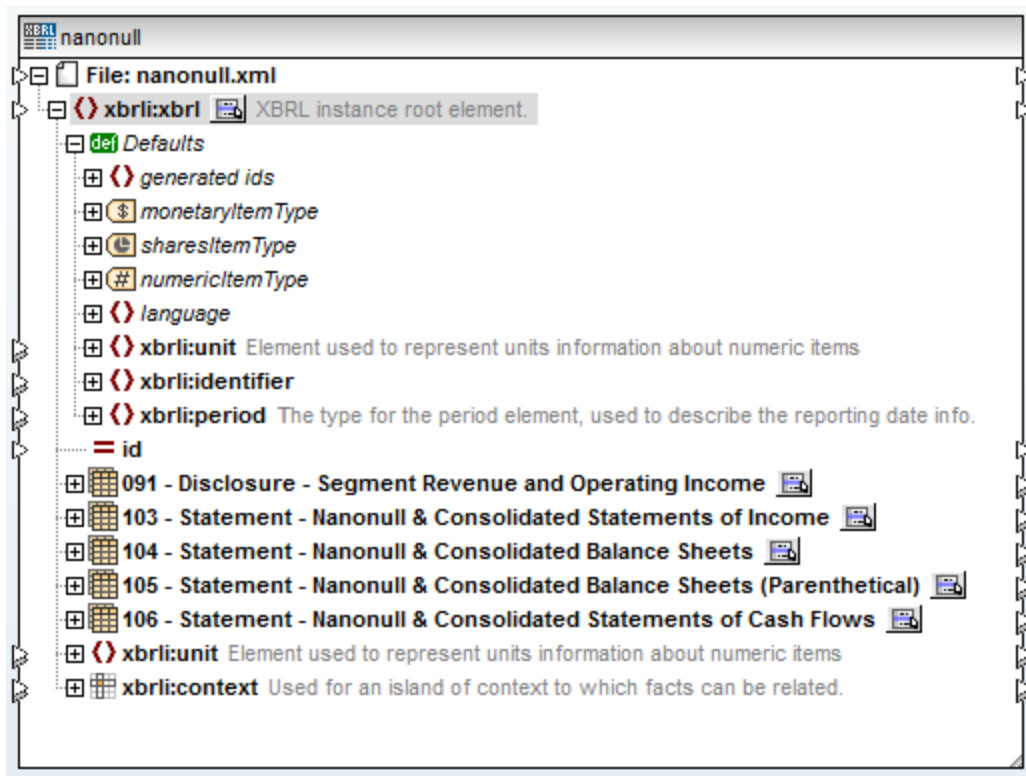 XBRL nanonull
File: nanonull.xml
xbrli:xbrl XBRL instance root element.
def Defaults
generated ids
$ monetaryItemType
sharesItemType
# numericItemType
language
xbrli:unit Element used to represent units information about numeric items
xbrli:identifier
xbrli:period The type for the period element, used to describe the reporting date info.
= id
091 - Disclosure - Segment Revenue and Operating Income
103 - Statement - Nanonull & Consolidated Statements of Income
104 - Statement - Nanonull & Consolidated Balance Sheets
105 - Statement - Nanonull & Consolidated Balance Sheets (Parenthetical)
106 - Statement - Nanonull & Consolidated Statements of Cash Flows
xbrli:unit Element used to represent units information about numeric items
xbrli:context Used for an island of context to which facts can be related.